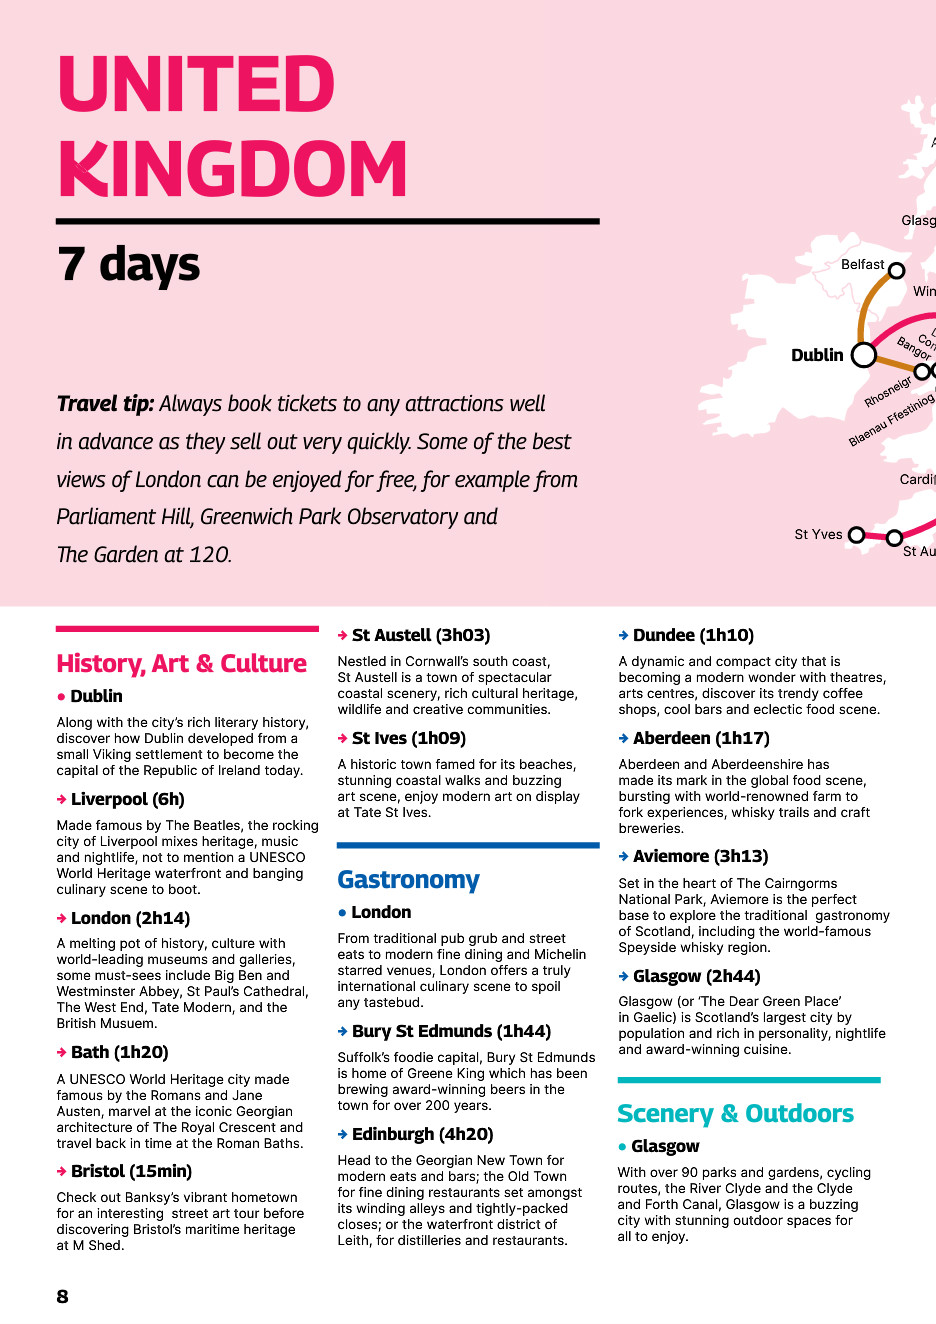 UNITED
KINGDOM
7 days
Travel tip: Always book tickets to any attractions well
in advance as they sell out very quickly. Some of the best
views of London can be enjoyed for free, for example from
Parliament Hill, Greenwich Park Observatory and
The Garden at 120.
A
Glasg
Belfast
Win
Dublin
L
Con
Bangor
Rhosneigr
Blaenau Ffestiniog
Cardif
St Yves
St Au
History, Art & Culture
• Dublin
Along with the city's rich literary history,
discover how Dublin developed from a
small Viking settlement to become the
capital of the Republic of Ireland today.
→ Liverpool (6h)
Made famous by The Beatles, the rocking
city of Liverpool mixes heritage, music
and nightlife, not to mention a UNESCO
World Heritage waterfront and banging
culinary scene to boot.
→ London (2h14)
A melting pot of history, culture with
world-leading museums and galleries,
some must-sees include Big Ben and
Westminster Abbey, St Paul's Cathedral,
The West End, Tate Modern, and the
British Musuem.
→ Bath (1h20)
A UNESCO World Heritage city made
famous by the Romans and Jane
Austen, marvel at the iconic Georgian
architecture of The Royal Crescent and
travel back in time at the Roman Baths.
→ Bristol (15min)
Check out Banksy's vibrant hometown
for an interesting  street art tour before
discovering Bristol's maritime heritage
at M Shed.
→ St Austell (3h03)
Nestled in Cornwall's south coast,
St Austell is a town of spectacular
coastal scenery, rich cultural heritage,
wildlife and creative communities.
→ St Ives (1h09)
A historic town famed for its beaches,
stunning coastal walks and buzzing
art scene, enjoy modern art on display
at Tate St Ives.
Gastronomy
• London
From traditional pub grub and street
eats to modern fine dining and Michelin
starred venues, London offers a truly
international culinary scene to spoil
any tastebud.
→ Bury St Edmunds (1h44)
Suffolk's foodie capital, Bury St Edmunds
is home of Greene King which has been
brewing award-winning beers in the
town for over 200 years.
→ Edinburgh (4h20)
Head to the Georgian New Town for
modern eats and bars; the Old Town
for fine dining restaurants set amongst
its winding alleys and tightly-packed
closes; or the waterfront district of
Leith, for distilleries and restaurants.
→ Dundee (1h10)
A dynamic and compact city that is
becoming a modern wonder with theatres,
arts centres, discover its trendy coffee
shops, cool bars and eclectic food scene.
→ Aberdeen (1h17)
Aberdeen and Aberdeenshire has
made its mark in the global food scene,
bursting with world-renowned farm to
fork experiences, whisky trails and craft
breweries.
→ Aviemore (3h13)
Set in the heart of The Cairngorms
National Park, Aviemore is the perfect
base to explore the traditional  gastronomy
of Scotland, including the world-famous
Speyside whisky region.
→ Glasgow (2h44)
Glasgow (or 'The Dear Green Place'
in Gaelic) is Scotland's largest city by
population and rich in personality, nightlife
and award-winning cuisine.
Scenery & Outdoors
• Glasgow
With over 90 parks and gardens, cycling
routes, the River Clyde and the Clyde
and Forth Canal, Glasgow is a buzzing
city with stunning outdoor spaces for
all to enjoy.
8